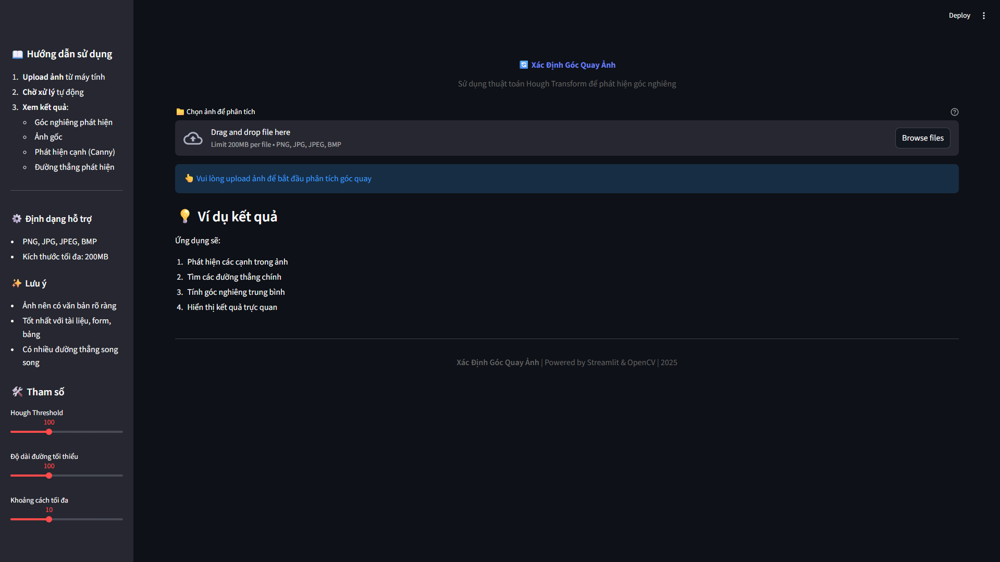 Deploy
📖 Hướng dẫn sử dụng
1. Upload ảnh từ máy tính
2. Chờ xử lý tự động
3. Xem kết quả:
Góc nghiêng phát hiện
Ảnh gốc
Phát hiện cạnh (Canny)
Đường thẳng phát hiện
⚙️ Định dạng hỗ trợ
PNG, JPG, JPEG, BMP
Kích thước tối đa: 200MB
✨ Lưu ý
Ảnh nên có văn bản rõ ràng
Tốt nhất với tài liệu, form,
bảng
Có nhiều đường thẳng song
song
🛠️ Tham số
Hough Threshold
100
Độ dài đường tối thiểu
100
Khoảng cách tối đa
10
🔄 Xác Định Góc Quay Ảnh
Sử dụng thuật toán Hough Transform để phát hiện góc nghiêng
📁 Chọn ảnh để phân tích
Drag and drop file here
Limit 200MB per file • PNG, JPG, JPEG, BMP
Browse files
👆 Vui lòng upload ảnh để bắt đầu phân tích góc quay
💡 Ví dụ kết quả
Ứng dụng sẽ:
1. Phát hiện các cạnh trong ảnh
2. Tìm các đường thẳng chính
3. Tính góc nghiêng trung bình
4. Hiển thị kết quả trực quan
Xác Định Góc Quay Ảnh | Powered by Streamlit & OpenCV | 2025